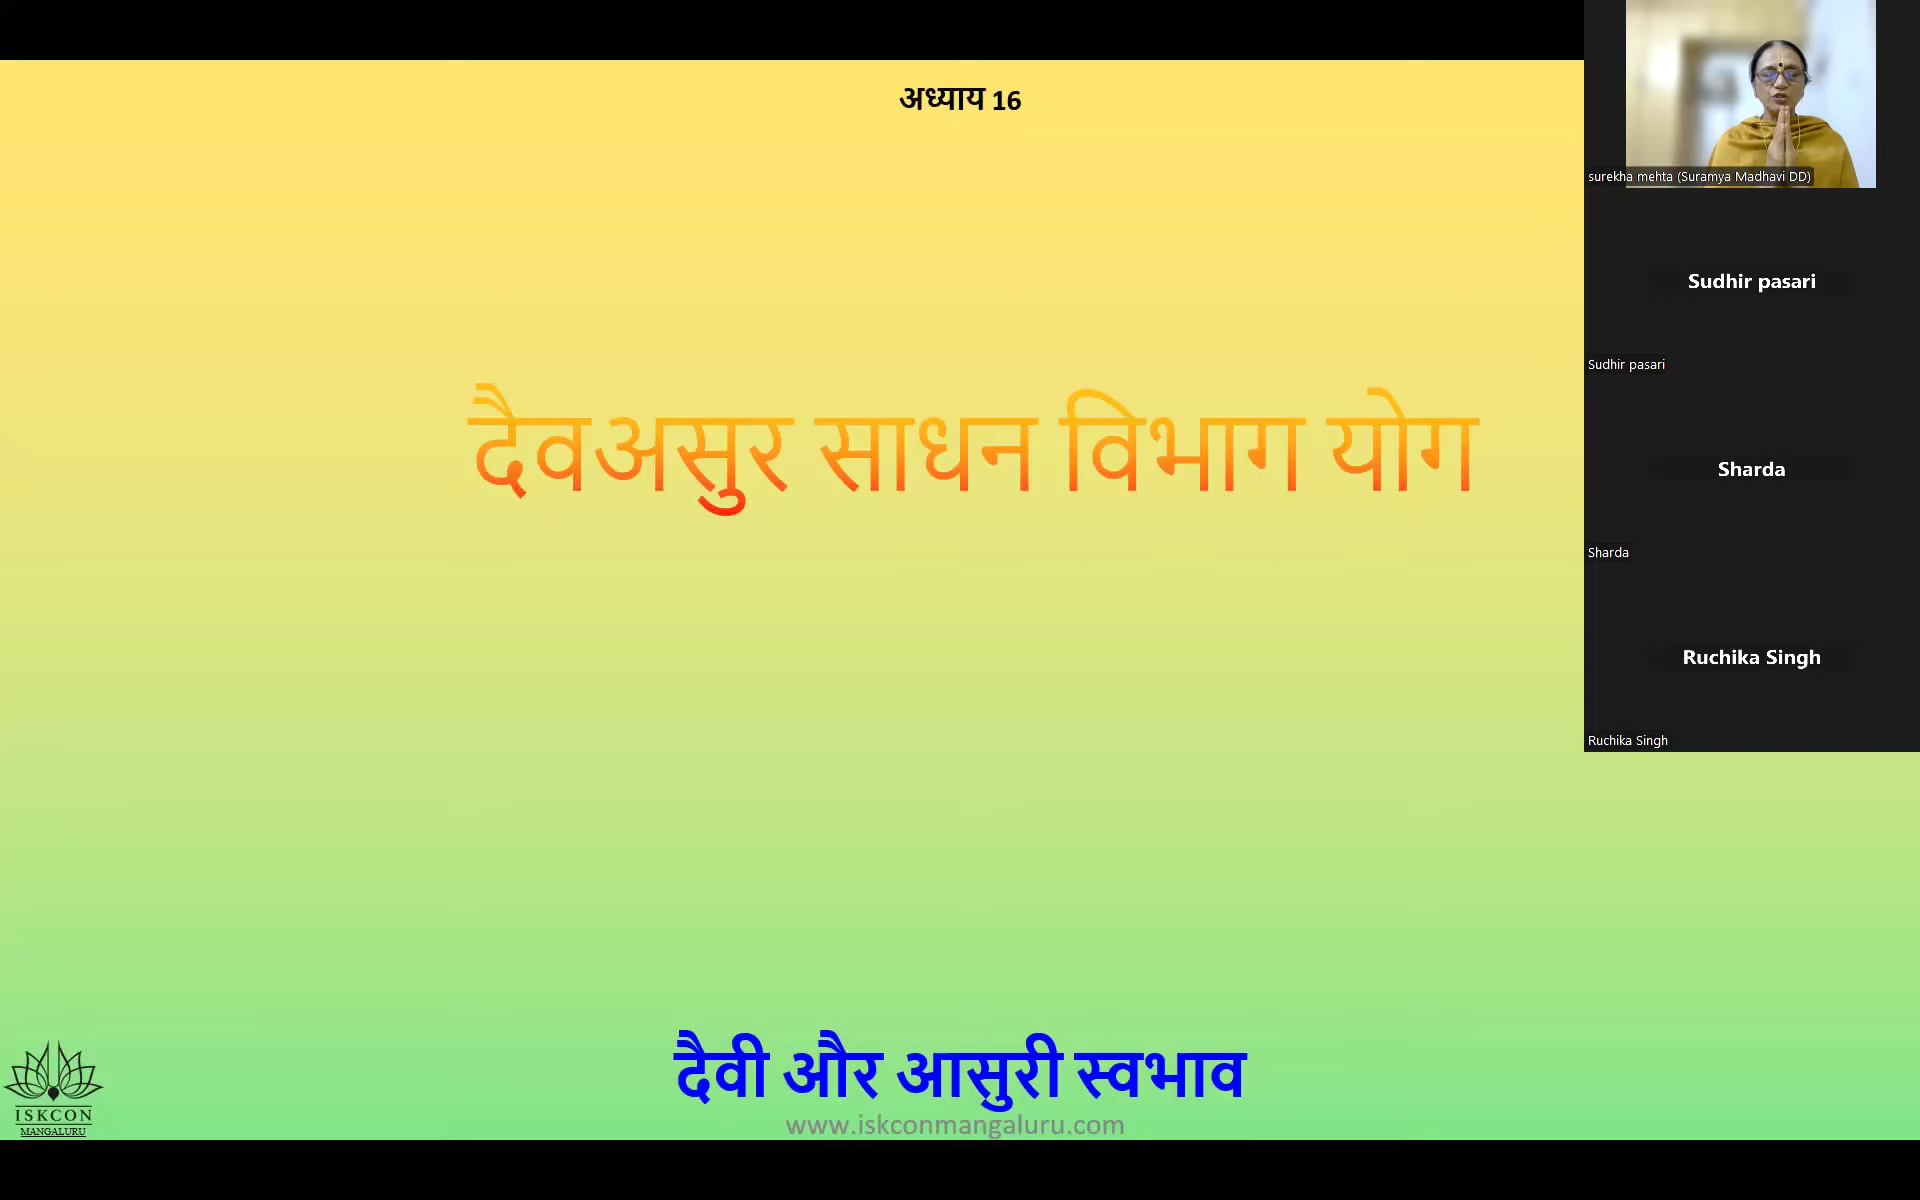 अध्याय 16
दैवअसुर साधन विभाग योग
दैवी और आसुरी स्वभाव
www.iskconmangaluru.com
ISKCON
MANGALURU
surekha mehta (Suramya Madhavi DD)
Sudhir pasari
Sudhir pasari
Sharda
Sharda
Ruchika Singh
Ruchika Singh